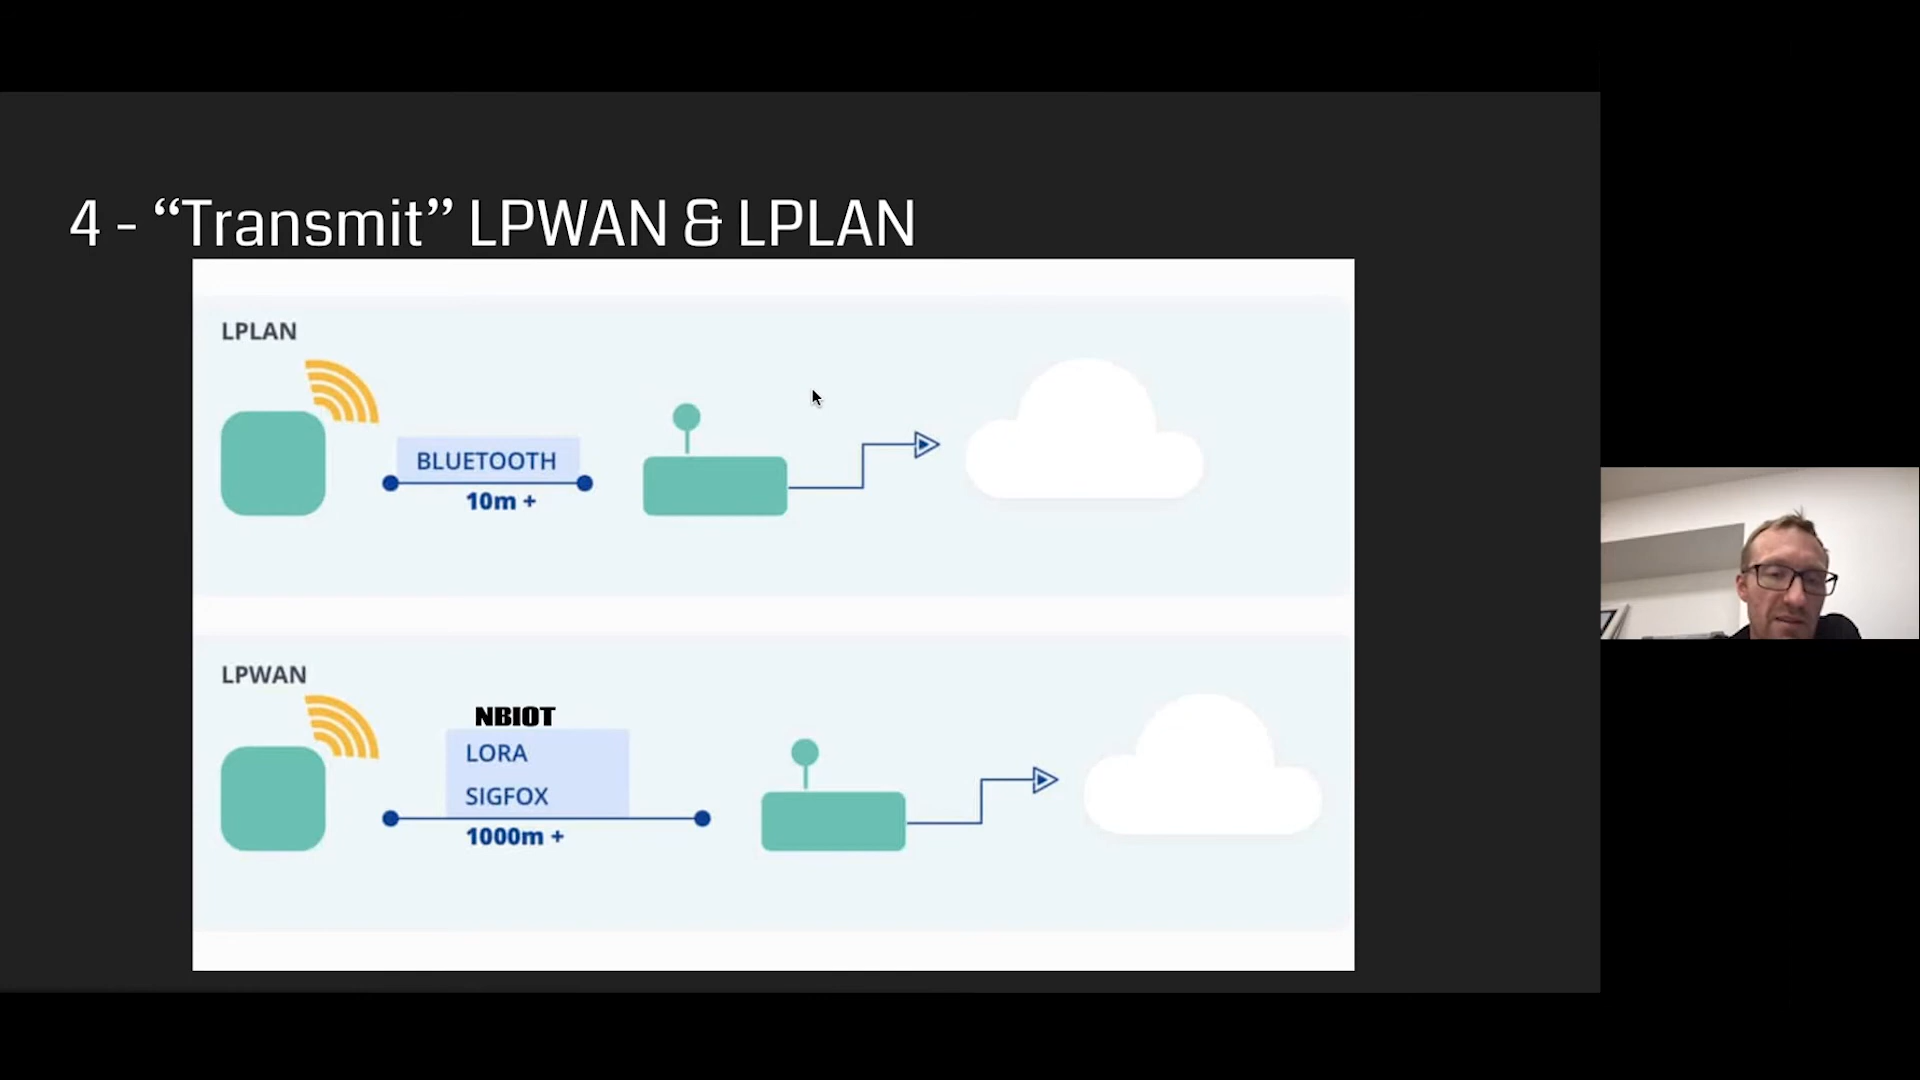 4 - “Transmit” LPWAN & LPLAN
LPLAN
BLUETOOTH
10m +
LPWAN
NBIOT
LORA
SIGFOX
1000m +